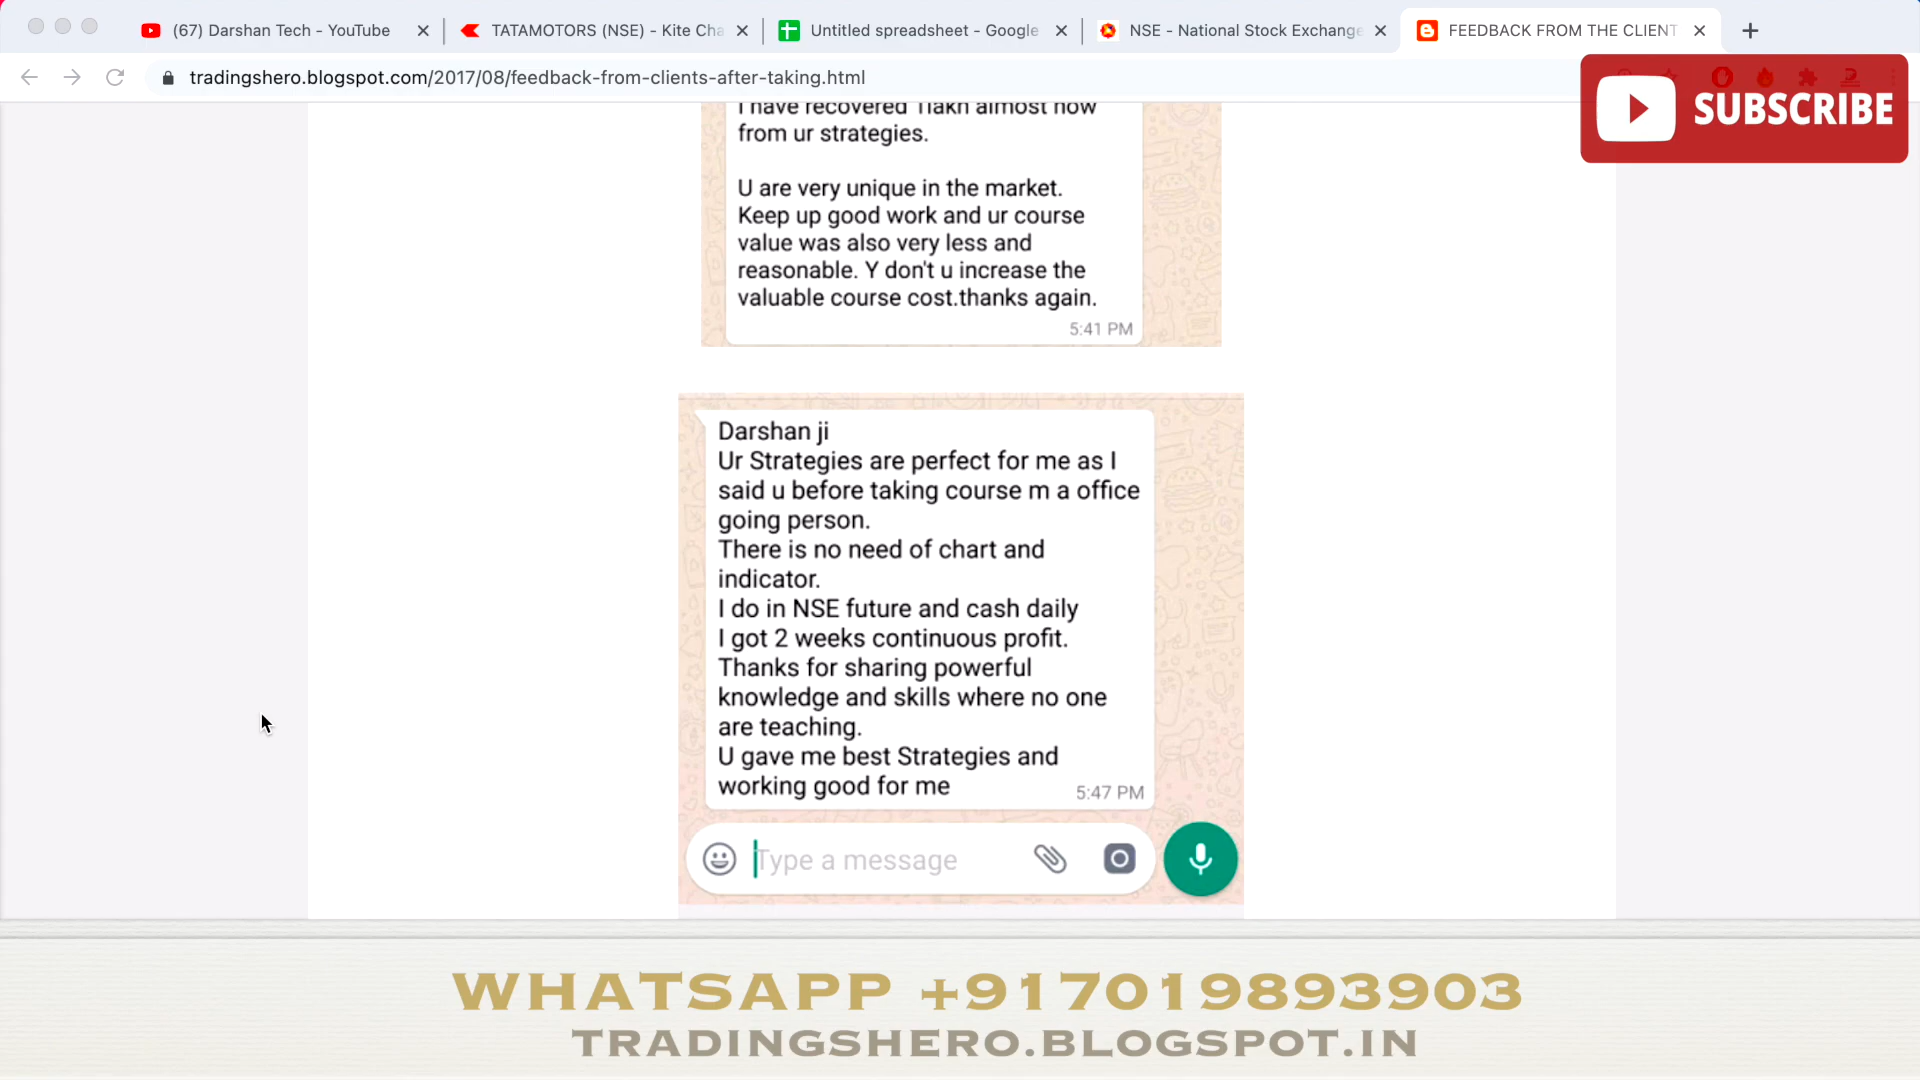 (67) Darshan Tech - YouTube
TATAMOTORS (NSE) - Kite Cha
Untitled spreadsheet - Google
NSE - National Stock Exchange
FEEDBACK FROM THE CLIENT
tradingshero.blogspot.com/2017/08/feedback-from-clients-after-taking.html
SUBSCRIBE
I have recovered 1lakh almost now
from ur strategies.
U are very unique in the market.
Keep up good work and ur course
value was also very less and
reasonable. Y don't u increase the
valuable course cost.thanks again.
5:41 PM
Darshan ji
Ur Strategies are perfect for me as I
said u before taking course m a office
going person.
There is no need of chart and
indicator.
I do in NSE future and cash daily
I got 2 weeks continuous profit.
Thanks for sharing powerful
knowledge and skills where no one
are teaching.
U gave me best Strategies and
working good for me
5:47 PM
Type a message
WHATSAPP +917019893903
TRADINGSHERO.BLOGSPOT.IN